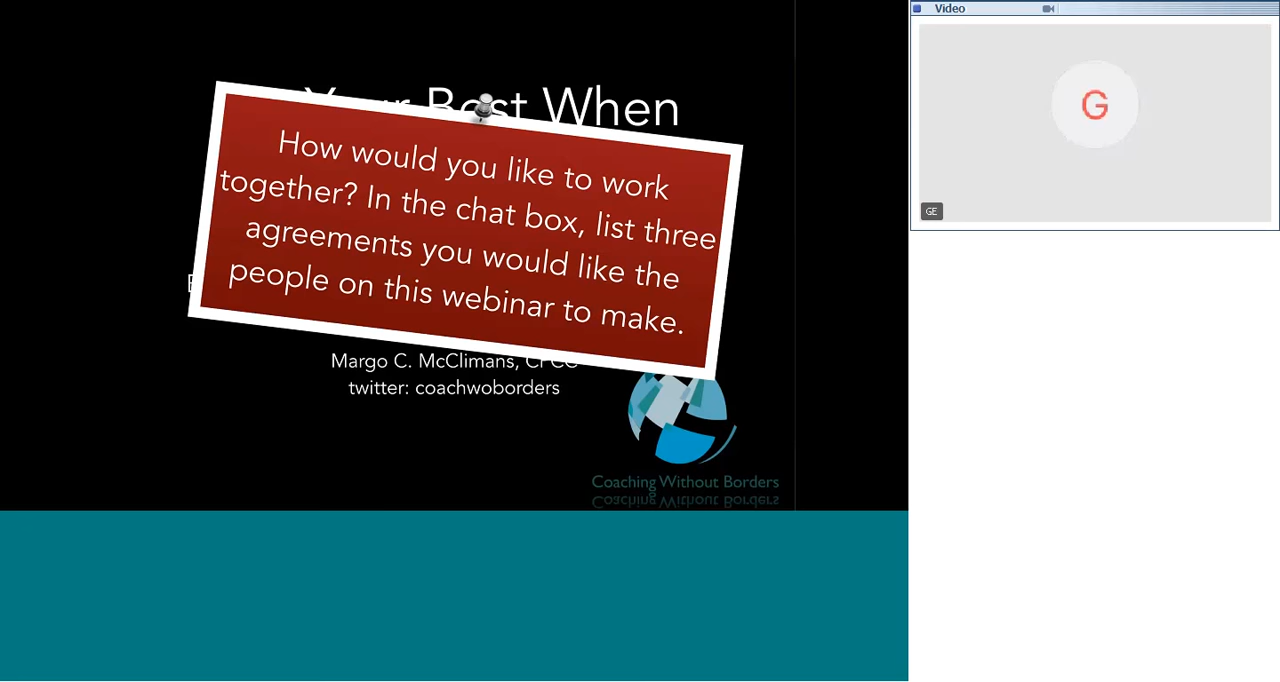 Video
Your Best When
How would you like to work
together? In the chat box, list three
agreements you would like the
people on this webinar to make.
Margo C. McClimans,
twitter: coachwoborders
Coaching Without Borders
G
GE